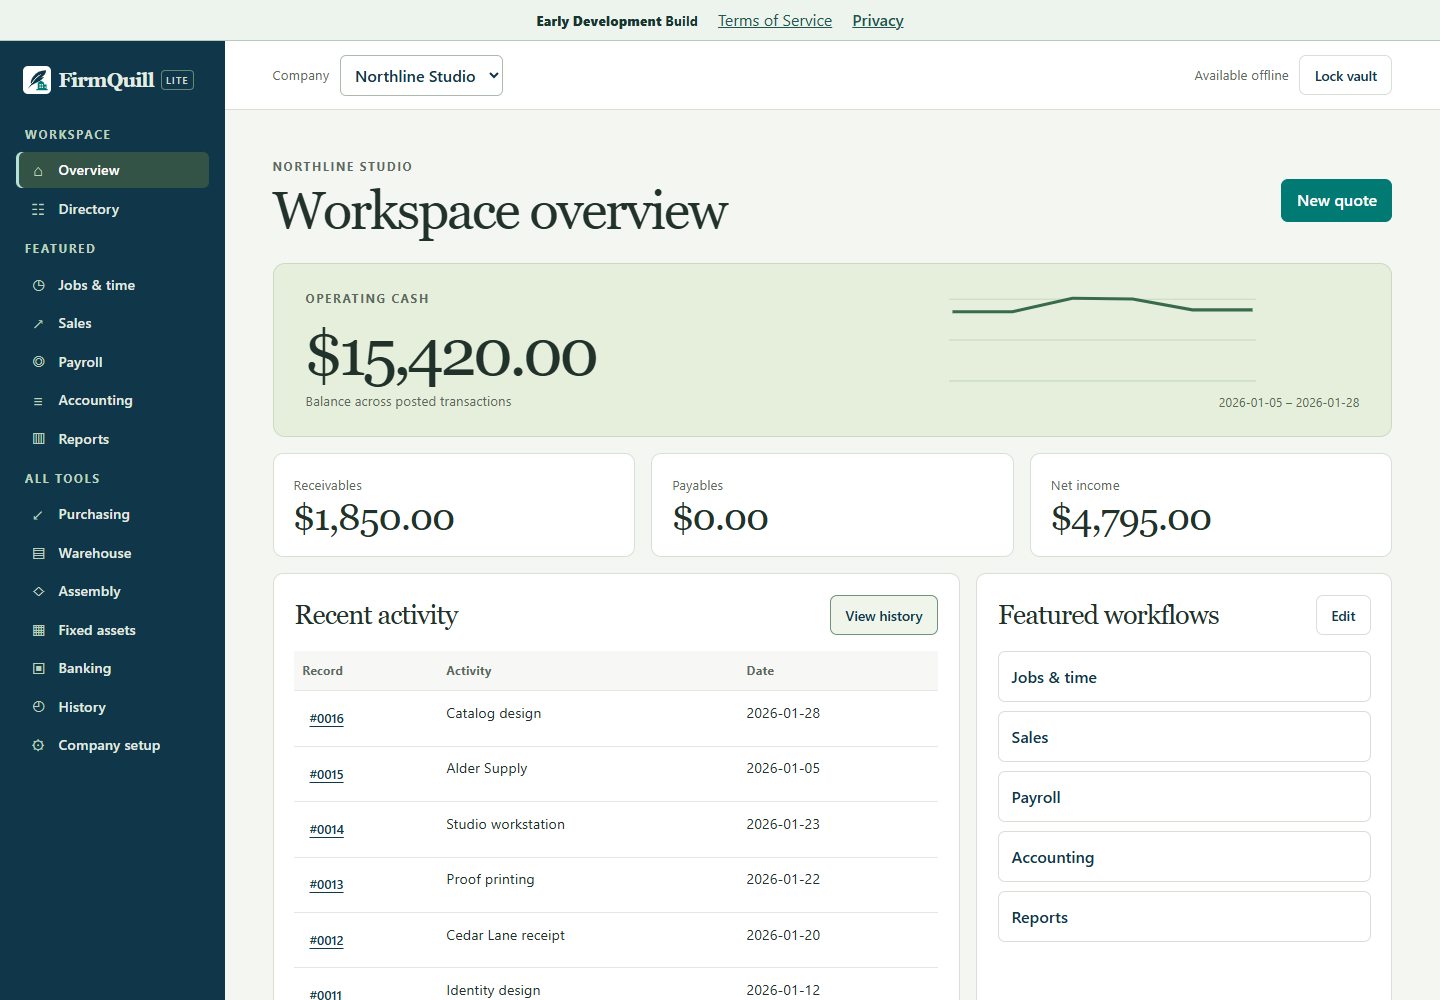 Early Development Build Terms of Service Privacy
FirmQuill LITE
Company Northline Studio Available offline Lock vault
WORKSPACE
Overview
Directory
FEATURED
Jobs & time
Sales
Payroll
Accounting
Reports
ALL TOOLS
Purchasing
Warehouse
Assembly
Fixed assets
Banking
History
Company setup
NORTHLINE STUDIO
Workspace overview
New quote
OPERATING CASH
$15,420.00
Balance across posted transactions
2026-01-05 – 2026-01-28
Receivables
$1,850.00
Payables
$0.00
Net income
$4,795.00
Recent activity
View history
Record Activity Date
#0016 Catalog design 2026-01-28
#0015 Alder Supply 2026-01-05
#0014 Studio workstation 2026-01-23
#0013 Proof printing 2026-01-22
#0012 Cedar Lane receipt 2026-01-20
#0011 Identity design 2026-01-12
Featured workflows
Edit
Jobs & time
Sales
Payroll
Accounting
Reports